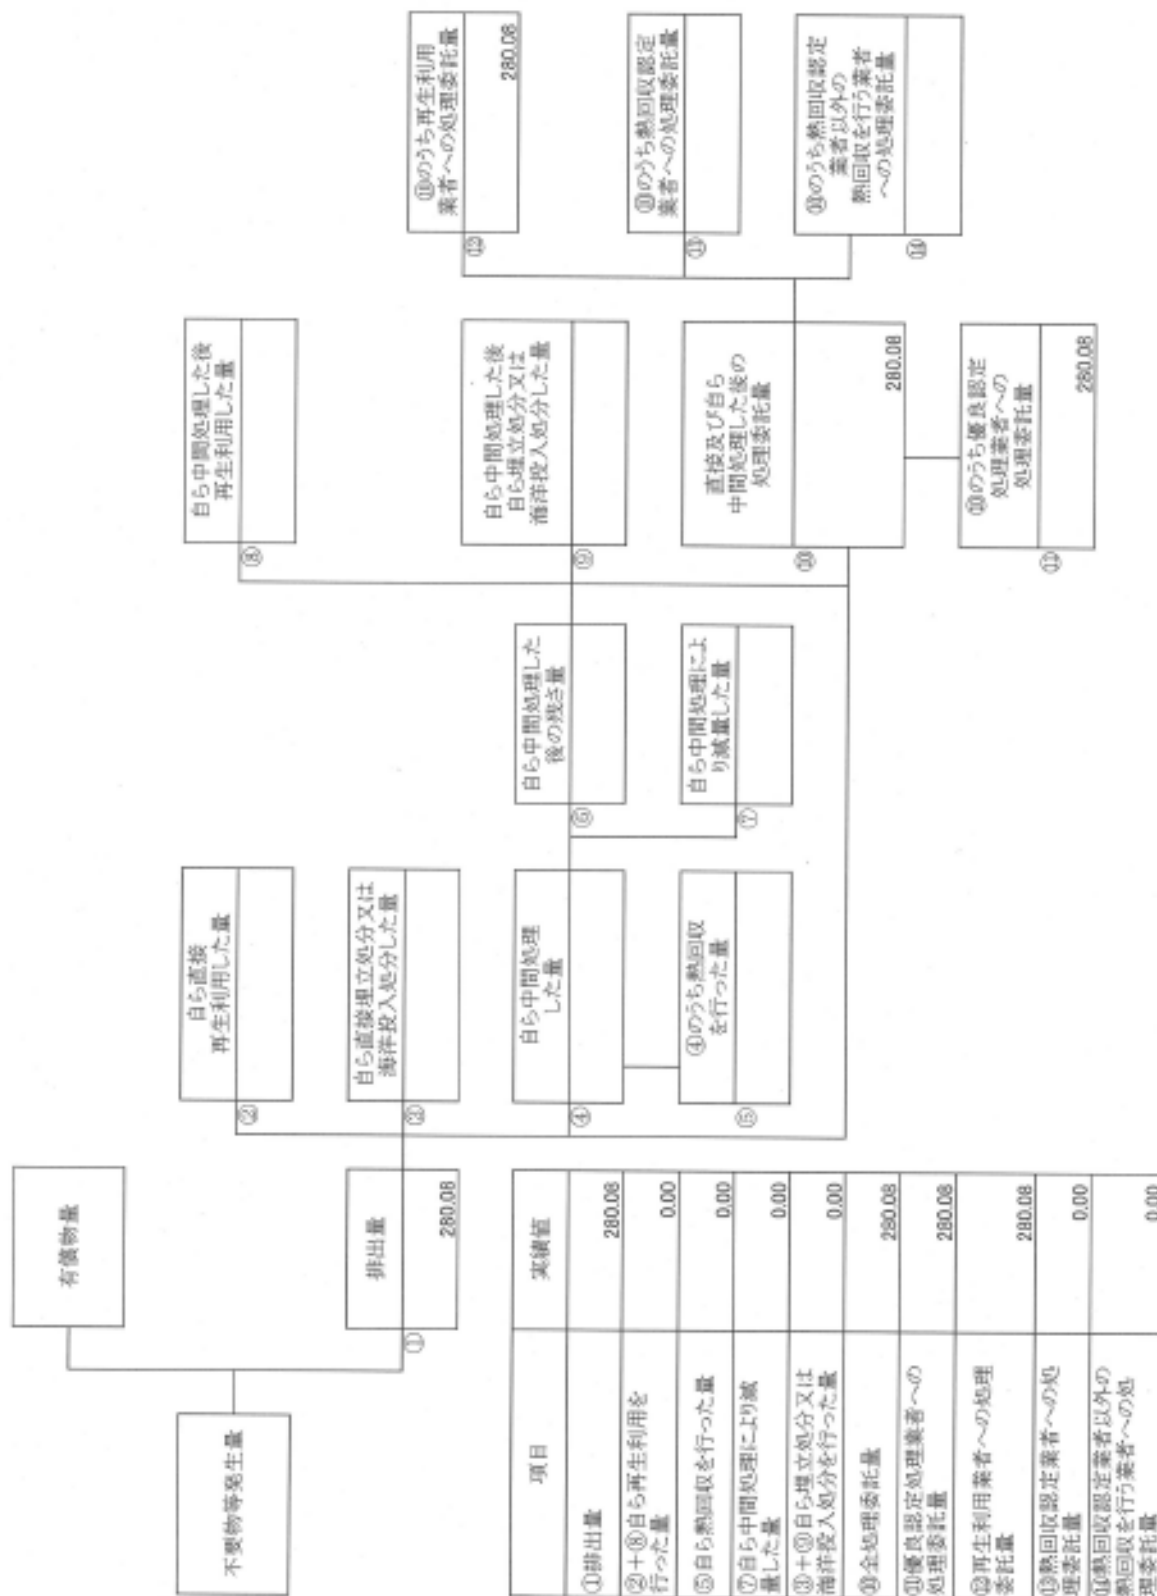 不要物等発生量
有償物量
排出量
①
280.08
②
自ら直接
再生利用した量
③
自ら直接埋立処分又は
海洋投入処分した量
④
自ら中間処理
した量
⑤
④のうち熱回収
を行った量
⑥
自ら中間処理した
後の残さ量
⑦
自ら中間処理によ
り減量した量
⑧
自ら中間処理した後
再生利用した量
⑨
自ら中間処理した後
自ら埋立処分又は
海洋投入処分した量
⑩
直接及び自ら
中間処理した後の
処理委託量
280.08
⑪
⑩のうち優良認定
処理業者への
処理委託量
280.08
⑫
⑩のうち再生利用
業者への処理委託量
280.08
⑬
⑩のうち熱回収認定
業者への処理委託量
⑭
⑩のうち熱回収認定
業者以外の
熱回収を行う業者
への処理委託量
項目
実績値
①排出量
280.08
②+⑧自ら再生利用を
行った量
0.00
⑤自ら熱回収を行った量
0.00
⑦自ら中間処理により減
量した量
0.00
③+⑨自ら埋立処分又は
海洋投入処分を行った量
0.00
⑩全処理委託量
280.08
⑪優良認定処理業者への
処理委託量
280.08
⑫再生利用業者への処理
委託量
280.08
⑬熱回収認定業者への処
理委託量
0.00
⑭熱回収認定業者以外の
熱回収を行う業者への処
理委託量
0.00